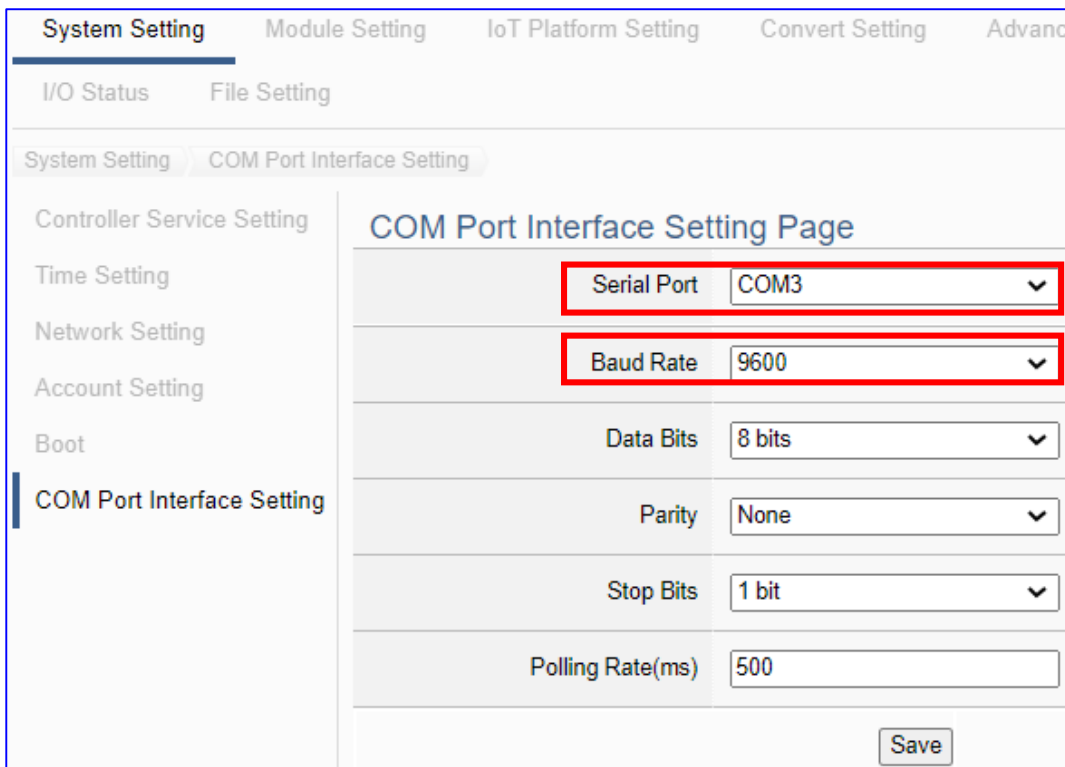 System Setting Module Setting IoT Platform Setting Convert Setting Advanc
I/O Status File Setting
System Setting COM Port Interface Setting
Controller Service Setting
Time Setting
Network Setting
Account Setting
Boot
COM Port Interface Setting
COM Port Interface Setting Page
Serial Port COM3
Baud Rate 9600
Data Bits 8 bits
Parity None
Stop Bits 1 bit
Polling Rate(ms) 500
Save